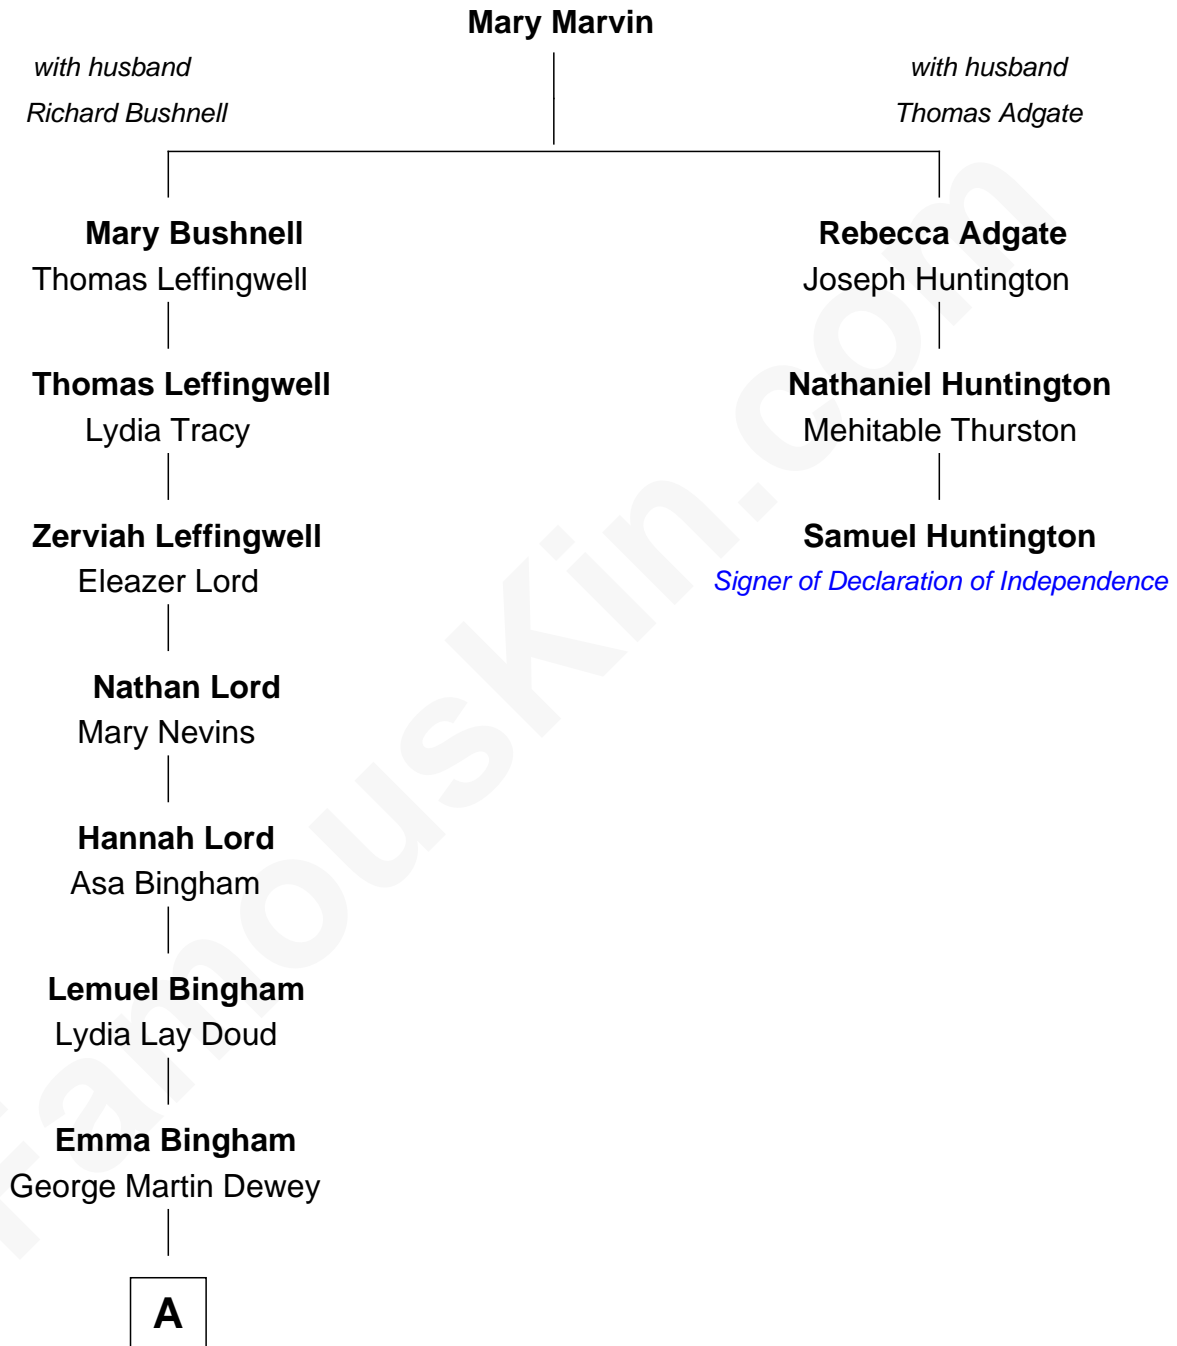 Mary Marvin
with husband
Richard Bushnell
with husband
Thomas Adgate
Mary Bushnell
Thomas Leffingwell
Rebecca Adgate
Joseph Huntington
Thomas Leffingwell
Lydia Tracy
Nathaniel Huntington
Mehitable Thurston
Zerviah Leffingwell
Eleazer Lord
Samuel Huntington
Signer of Declaration of Independence
Nathan Lord
Mary Nevins
Hannah Lord
Asa Bingham
Lemuel Bingham
Lydia Lay Doud
Emma Bingham
George Martin Dewey
A
FamousKin.com